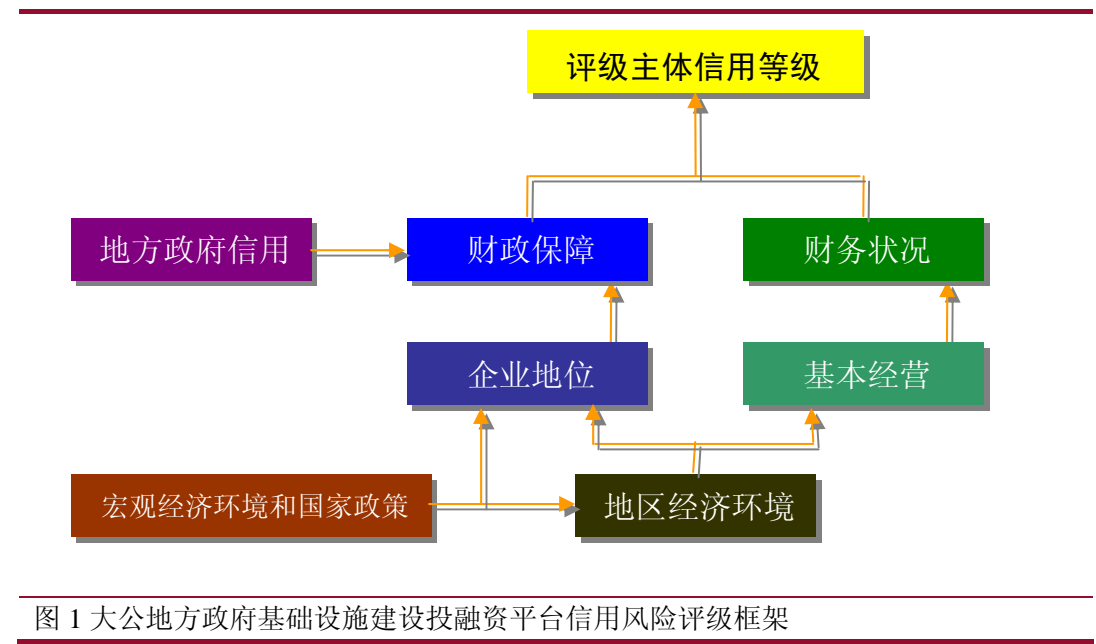 评级主体信用等级
地方政府信用
财政保障
财务状况
企业地位
基本经营
宏观经济环境和国家政策
地区经济环境
图 1 大公地方政府基础设施建设投融资平台信用风险评级框架